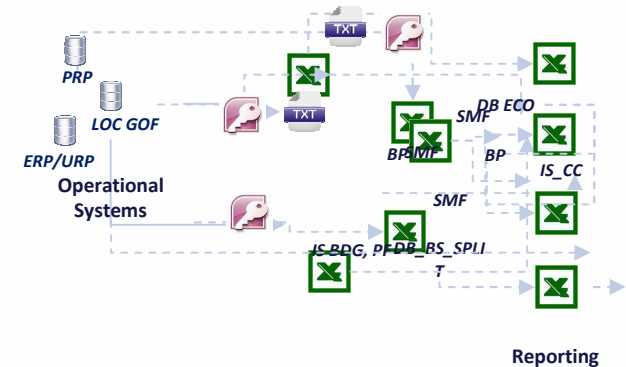 TXT
PRP
TXT
DB ECO
SMF
LOC GOF
ERP/URP
BP
SMF
BP
IS_CC
Operational
Systems
SMF
IS BDG, PF
DB_BS_SPLI
T
Reporting